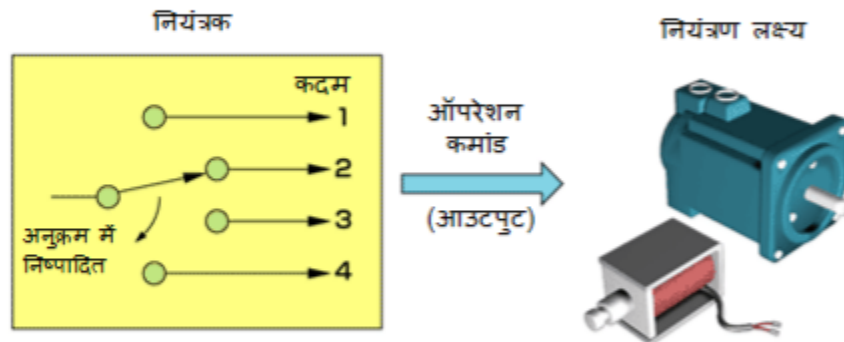 नियंत्रक
नियंत्रण लक्ष्य
कदम
1
2
3
4
अनुक्रम में
निष्पादित
ऑपरेशन
कमांड
(आउटपुट)